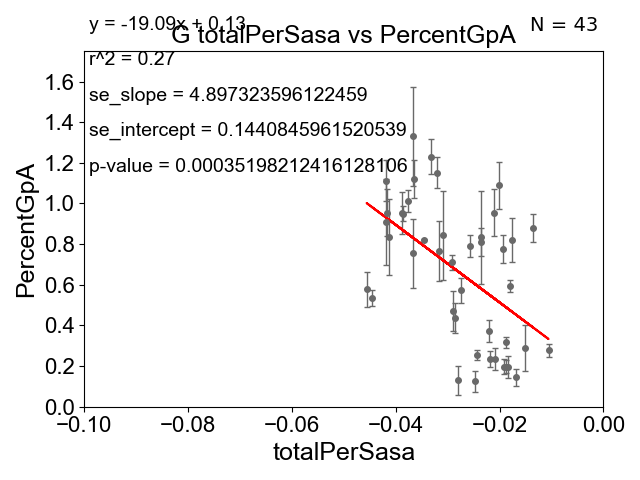 y = -19.09x + 0.13
N = 43
G totalPerSasa vs PercentGpA
r^2 = 0.27
se_slope = 4.897323596122459
se_intercept = 0.1440845961520539
p-value = 0.00035198212416128106
PercentGpA
1.6
1.4
1.2
1.0
0.8
0.6
0.4
0.2
0.0
−0.10 −0.08 −0.06 −0.04 −0.02 0.00
totalPerSasa